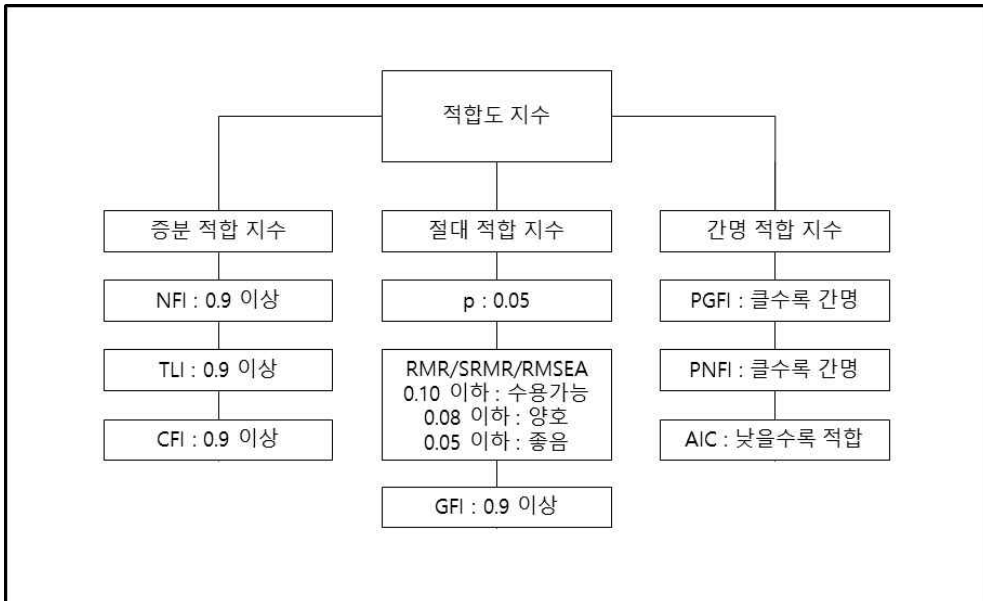 적합도 지수
증분 적합 지수
NFI : 0.9 이상
TLI : 0.9 이상
CFI : 0.9 이상
절대 적합 지수
p : 0.05
RMR/SRMR/RMSEA
0.10 이하 : 수용가능
0.08 이하 : 양호
0.05 이하 : 좋음
GFI : 0.9 이상
간명 적합 지수
PGFI : 클수록 간명
PNFI : 클수록 간명
AIC : 낮을수록 적합